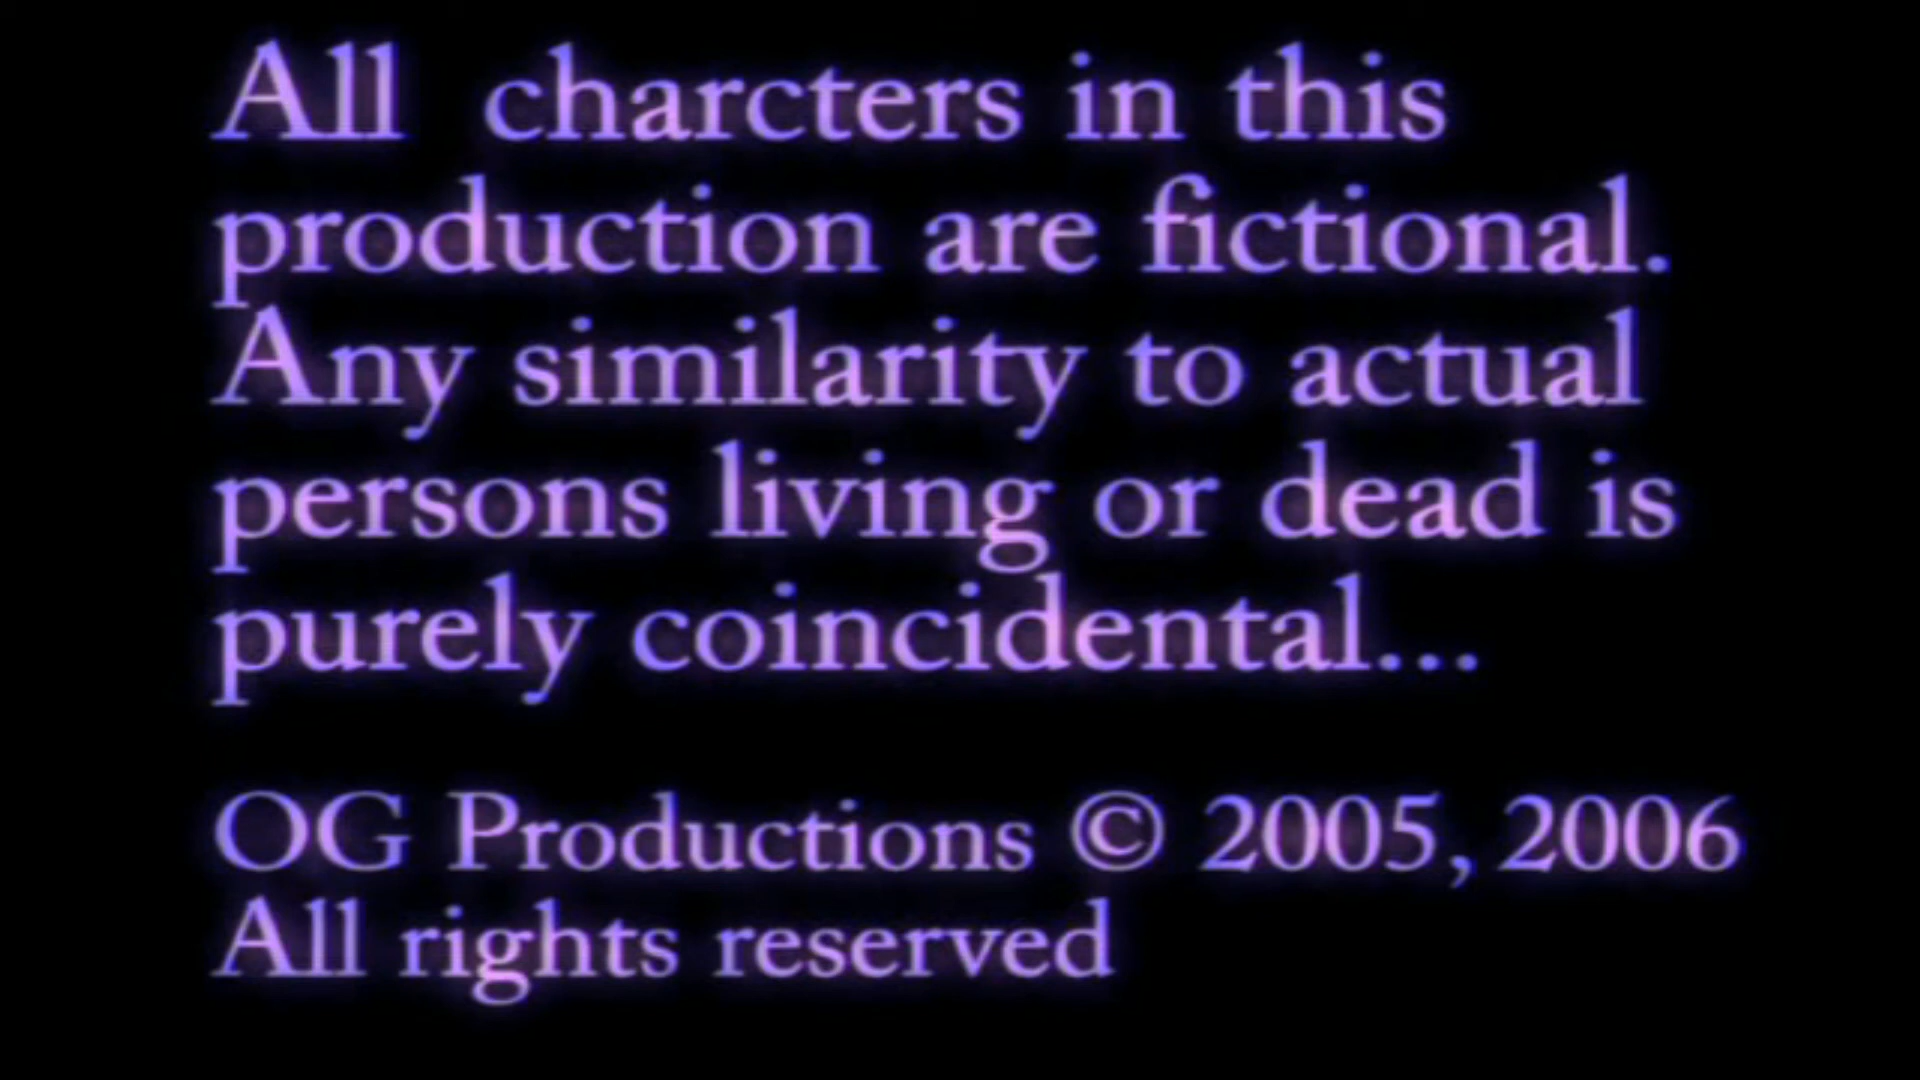 All charcters in this
production are fictional.
Any similarity to actual
persons living or dead is
purely coincidental...
OG Productions © 2005, 2006
All rights reserved